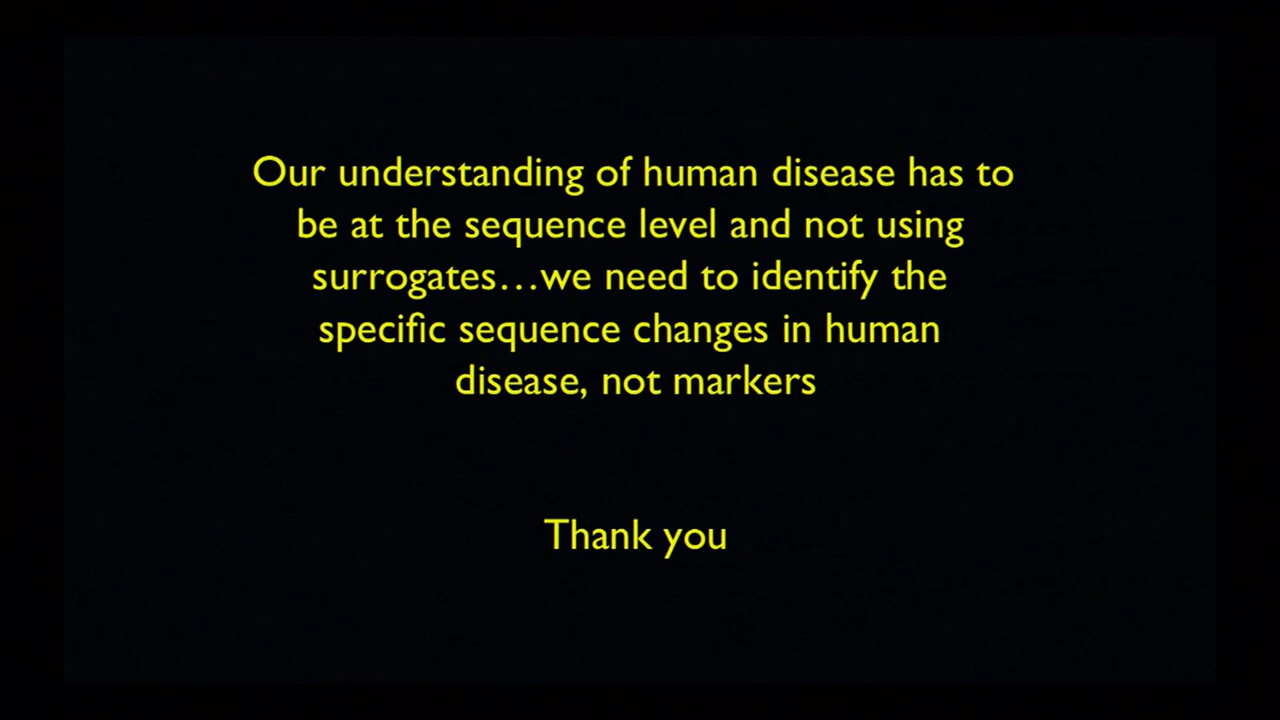 Our understanding of human disease has to
be at the sequence level and not using
surrogates…we need to identify the
specific sequence changes in human
disease, not markers
Thank you